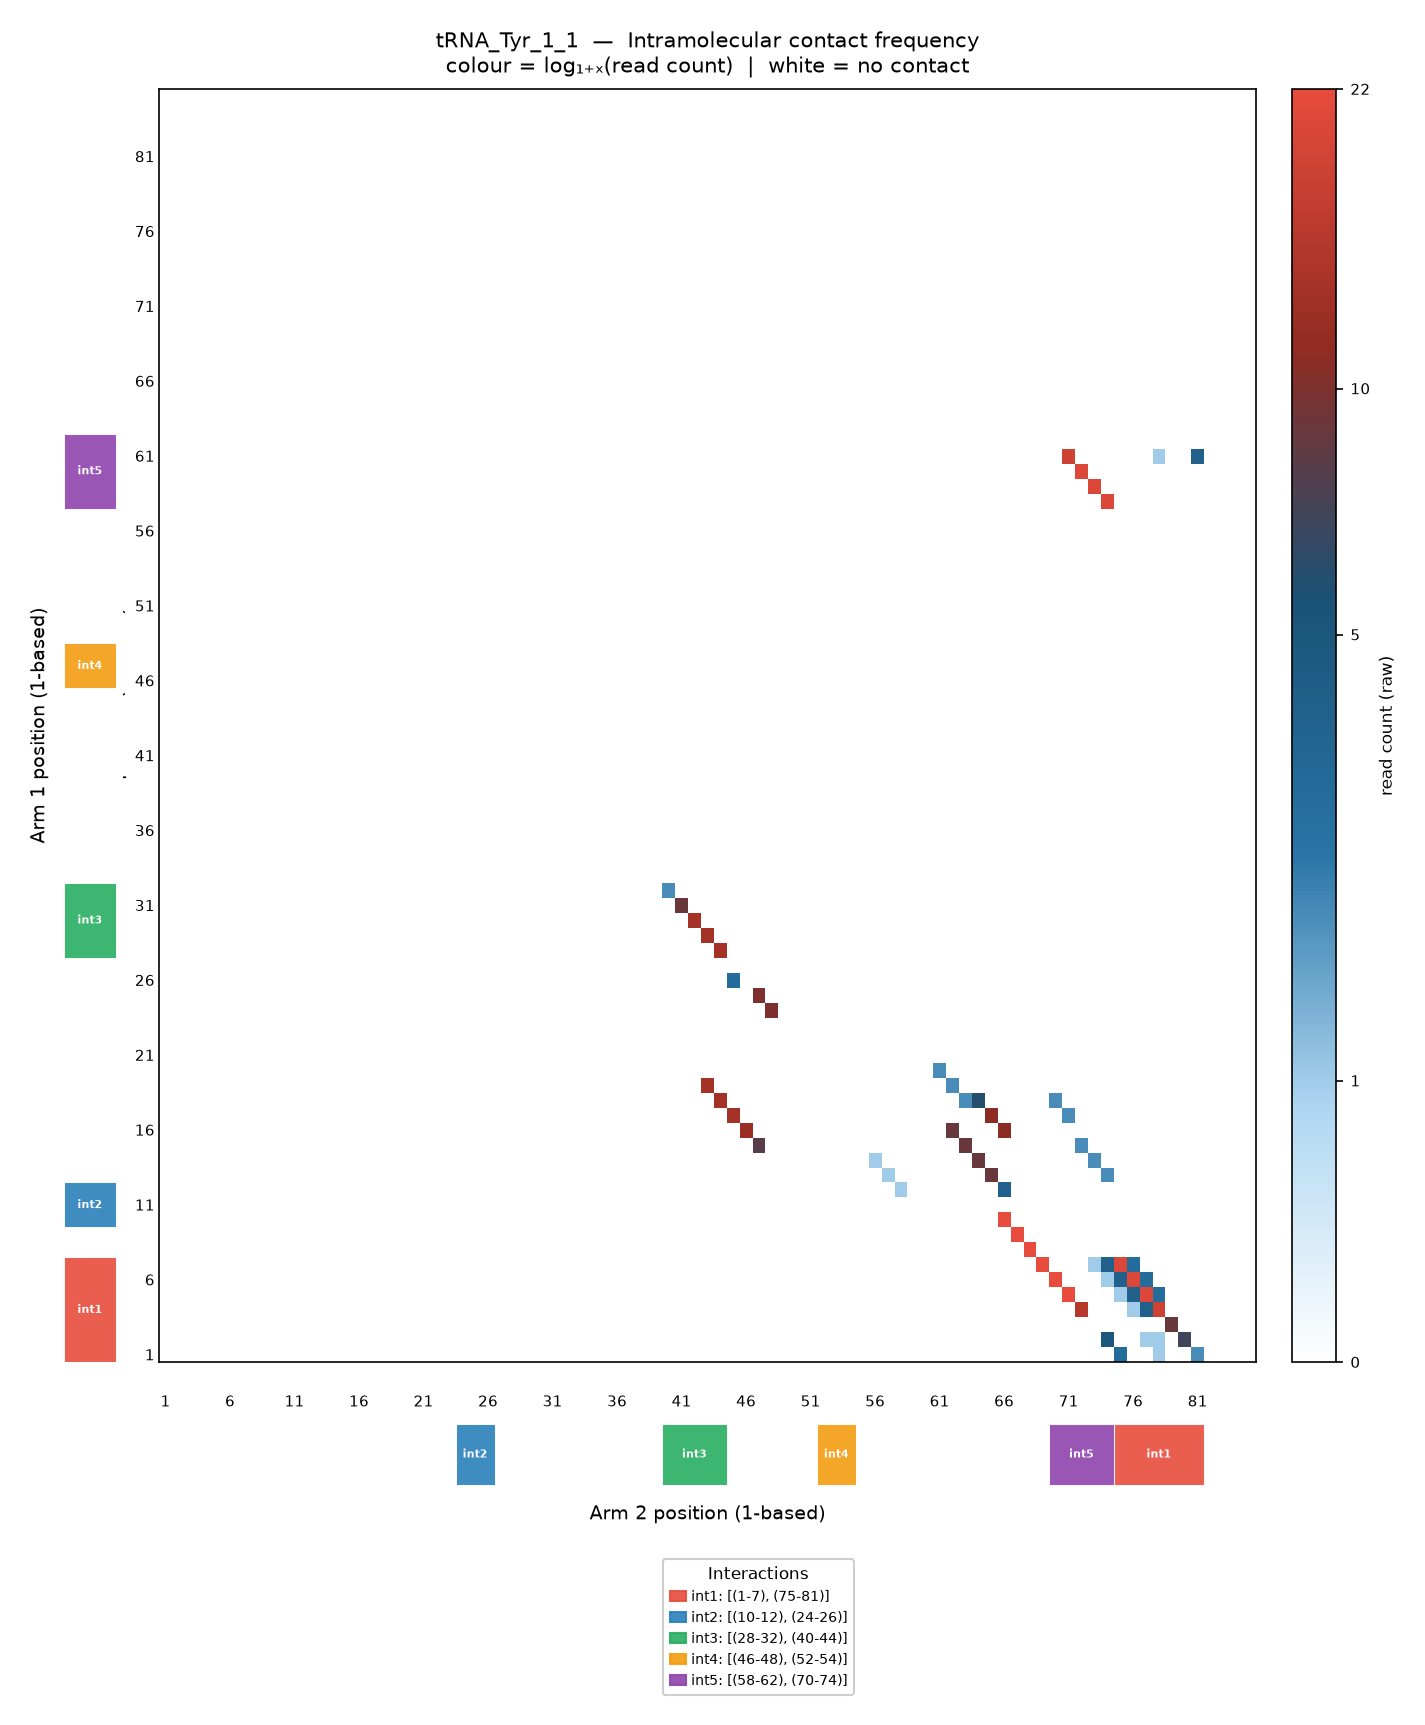 tRNA_Tyr_1_1 — Intramolecular contact frequency
colour = log₁₊ₓ(read count) | white = no contact
22
10
5
1
0
read count (raw)
Arm 1 position (1-based)
81
76
71
66
61
56
51
46
41
36
31
26
21
16
11
6
1
int5
int4
int3
int2
int1
1 6 11 16 21 26 31 36 41 46 51 56 61 66 71 76 81
int2 int3 int4 int5 int1
Arm 2 position (1-based)
Interactions
int1: [(1-7), (75-81)]
int2: [(10-12), (24-26)]
int3: [(28-32), (40-44)]
int4: [(46-48), (52-54)]
int5: [(58-62), (70-74)]